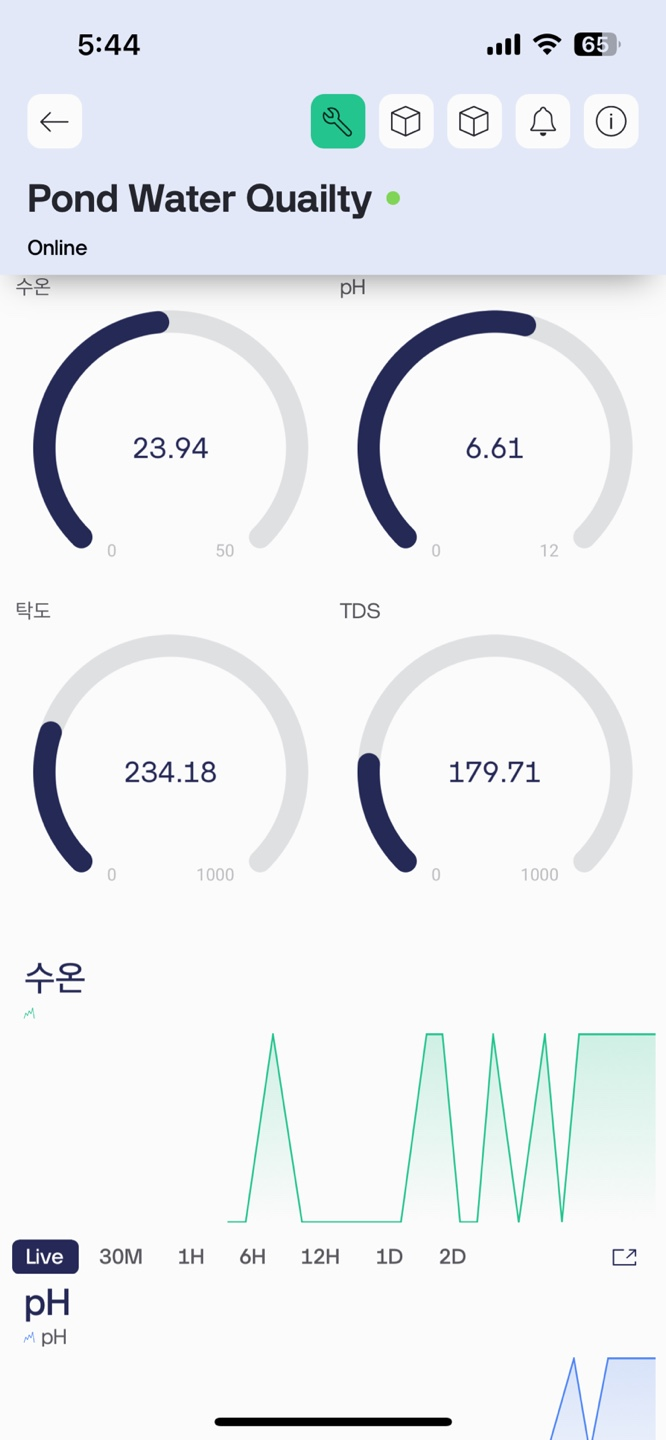 5:44
65
Pond Water Quailty
Online
수온
pH
23.94
6.61
0
50
0
12
탁도
TDS
234.18
179.71
0
1000
0
1000
수온
Live 30M 1H 6H 12H 1D 2D
pH
pH